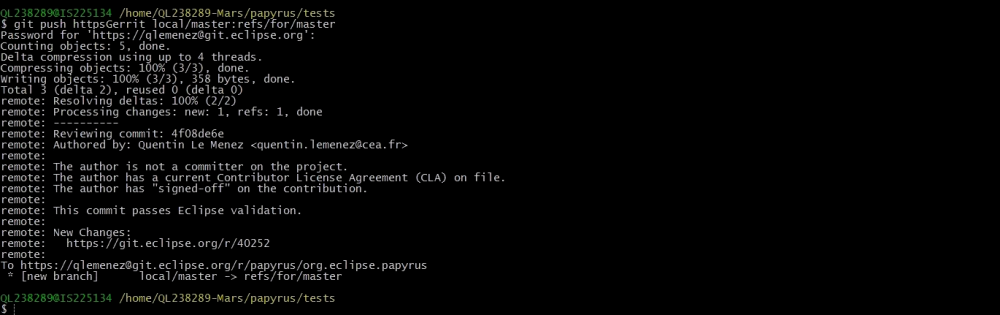 QL238289@IS225134 /home/QL238289-Mars/papyrus/tests
$ git push httpsGerrit local/master:refs/for/master
Password for 'https://qlemenez@git.eclipse.org':
Counting objects: 5, done.
Delta compression using up to 4 threads.
Compressing objects: 100% (3/3), done.
Writing objects: 100% (3/3), 358 bytes, done.
Total 3 (delta 2), reused 0 (delta 0)
remote: Resolving deltas: 100% (2/2)
remote: Processing changes: new: 1, refs: 1, done
remote: ----------
remote: Reviewing commit: 4f08de6e
remote: Authored by: Quentin Le Menez <quentin.lemenez@cea.fr>
remote:
remote: The author is not a committer on the project.
remote: The author has a current Contributor License Agreement (CLA) on file.
remote: The author has "signed-off" on the contribution.
remote:
remote: This commit passes Eclipse validation.
remote:
remote: New Changes:
remote:   https://git.eclipse.org/r/40252
remote:
To https://qlemenez@git.eclipse.org/r/papyrus/org.eclipse.papyrus
 * [new branch]      local/master -> refs/for/master
QL238289@IS225134 /home/QL238289-Mars/papyrus/tests
$